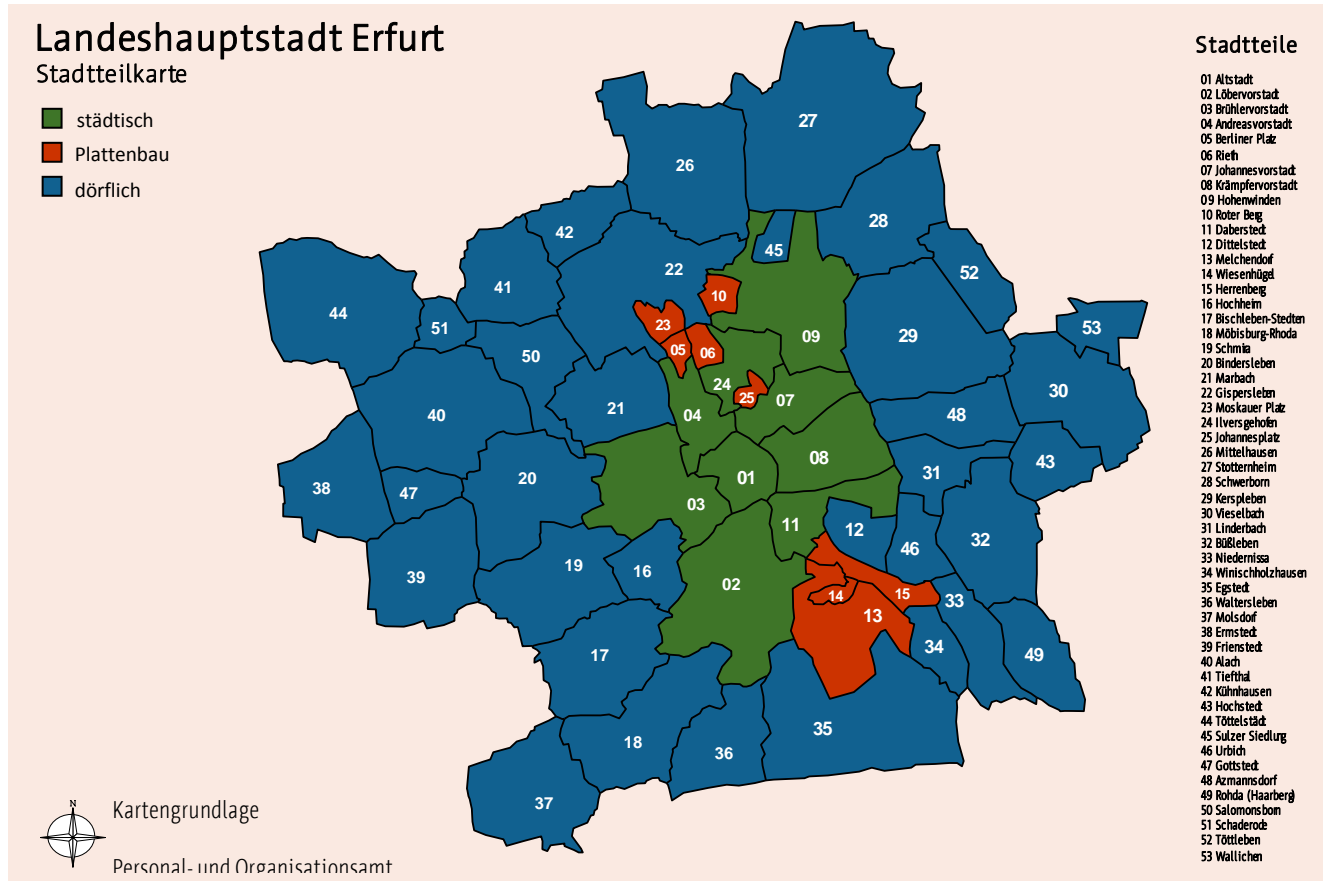 Landeshauptstadt Erfurt
Stadtteilkarte
städtisch
Plattenbau
dörflich
27
26
28
42
45
22
52
41
10
44
51
23
53
09
29
50
05
06
24
30
25
07
21
04
40
48
08
43
01
31
20
38
47
03
11
12
32
46
19
16
39
02
14
15
33
13
34
17
49
35
18
36
37
N
Kartengrundlage
Personal- und Organisationsamt
Stadtteile
01 Altstadt
02 Löbervorstadt
03 Brühlervorstadt
04 Andreasvorstadt
05 Berliner Platz
06 Rieth
07 Johannesvorstadt
08 Krämpfervorstadt
09 Hohenwinden
10 Roter Berg
11 Daberstedt
12 Dittelstedt
13 Melchendorf
14 Wiesenhügel
15 Herrenberg
16 Hochheim
17 Bischleben-Stedten
18 Möbisburg-Rhoda
19 Schmira
20 Bindersleben
21 Marbach
22 Gispersleben
23 Moskauer Platz
24 Ilversgehofen
25 Johannesplatz
26 Mittelhausen
27 Stotternheim
28 Schwerborn
29 Kerspleben
30 Vieselbach
31 Linderbach
32 Büßleben
33 Niedernissa
34 Winischholzhausen
35 Egstedt
36 Waltersleben
37 Molsdorf
38 Ermstedt
39 Frienstedt
40 Alach
41 Tiefthal
42 Kühnhausen
43 Hochstedt
44 Töttelstädt
45 Sulzer Siedlung
46 Urbich
47 Gottstedt
48 Azmannsdorf
49 Rohda (Haarberg)
50 Salomonsborn
51 Schaderode
52 Töttleben
53 Wallichen